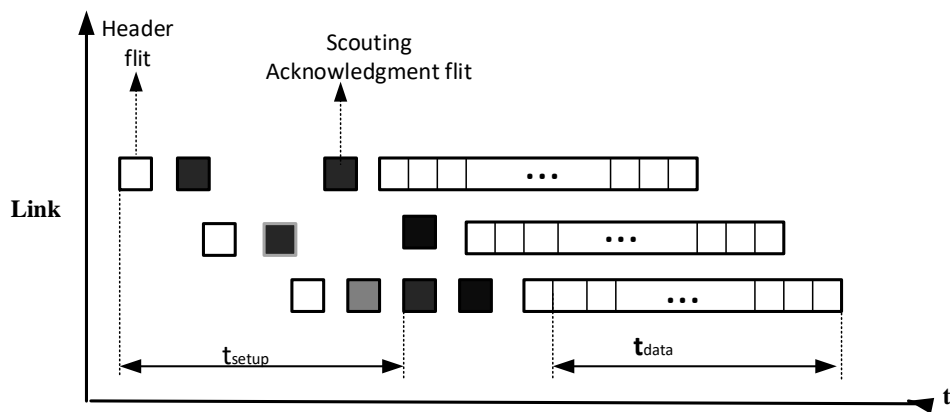 Header
flit
Scouting
Acknowledgment flit
...
Link
...
...
tsetup
tdata
t